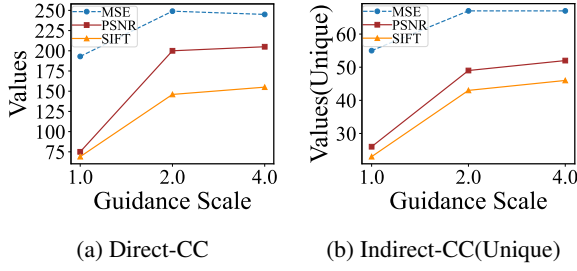 250
225
200
175
150
125
100
75
Values
MSE
PSNR
SIFT
1.0 2.0 4.0
Guidance Scale
(a) Direct-CC
60
50
40
30
Values(Unique)
MSE
PSNR
SIFT
1.0 2.0 4.0
Guidance Scale
(b) Indirect-CC(Unique)